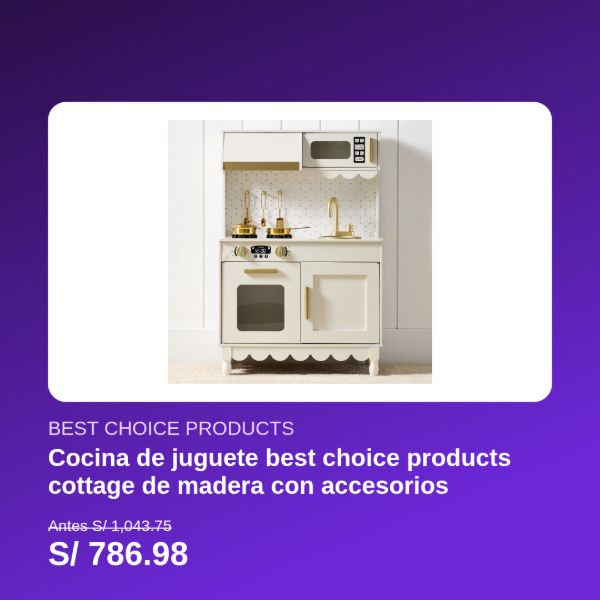 BEST CHOICE PRODUCTS
Cocina de juguete best choice products
cottage de madera con accesorios
Antes S/ 1,043.75
S/ 786.98